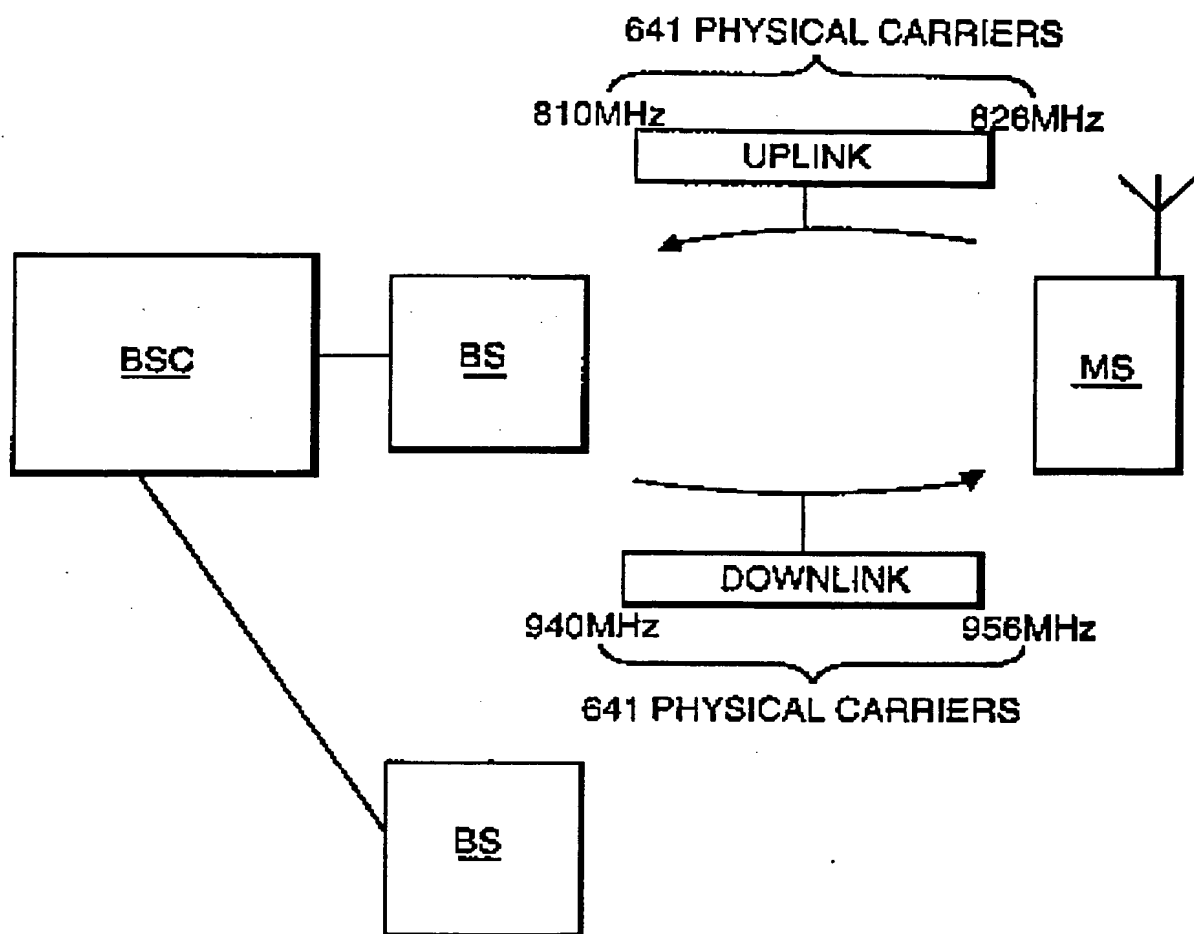 641 PHYSICAL CARRIERS
810MHz 826MHz
UPLINK
BSC
BS
MS
DOWNLINK
940MHz 956MHz
641 PHYSICAL CARRIERS
BS